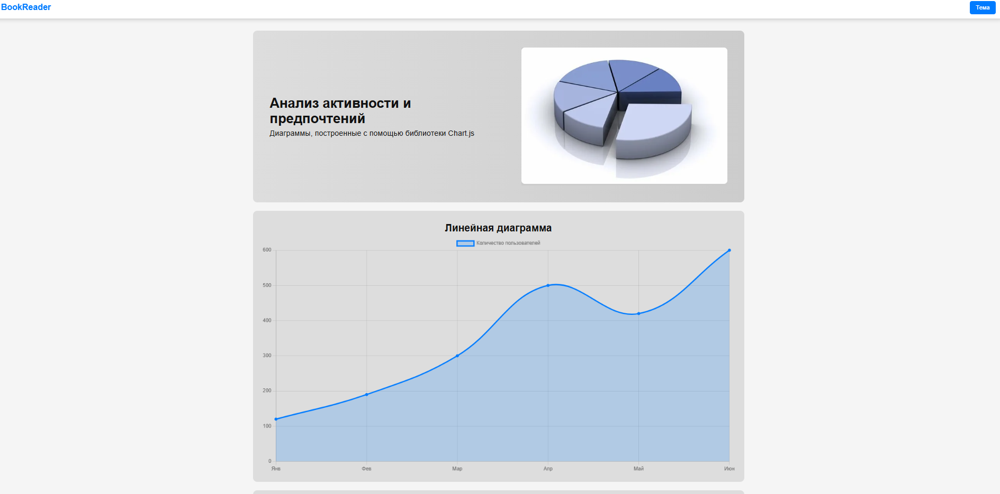 BookReader
Тема
Анализ активности и
предпочтений
Диаграммы, построенные с помощью библиотеки Chart.js
Линейная диаграмма
Количество пользователей
600
500
400
300
200
100
0
Янв Фев Мар Апр Май Июн